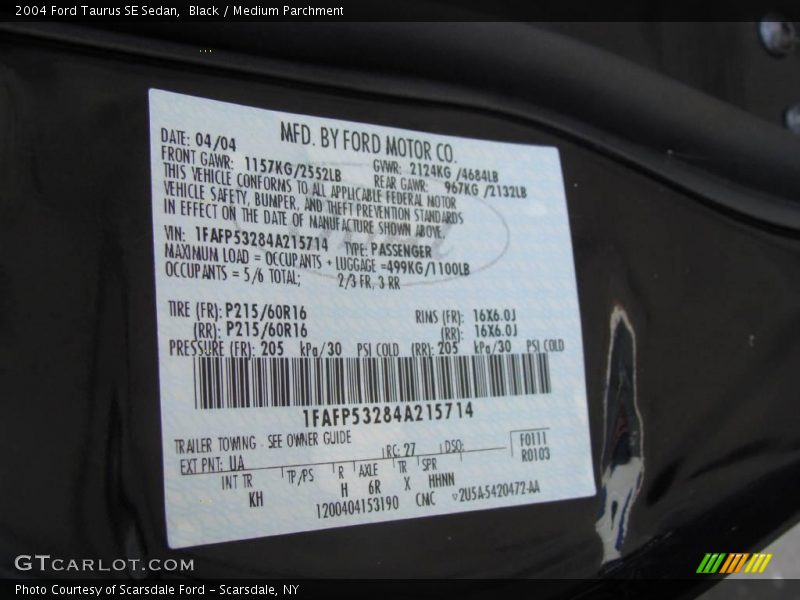 2004 Ford Taurus SE Sedan,  Black / Medium Parchment
MFD. BY FORD MOTOR CO.
DATE: 04/04
GVWR: 2124KG /4684LB
FRONT GAWR: 1157KG/2552LB
REAR GAWR: 967KG /2132LB
THIS VEHICLE CONFORMS TO ALL APPLICABLE FEDERAL MOTOR
VEHICLE SAFETY, BUMPER, AND THEFT PREVENTION STANDARDS
IN EFFECT ON THE DATE OF MANUFACTURE SHOWN ABOVE.
VIN: 1FAFP53284A215714 TYPE: PASSENGER
MAXIMUM LOAD = OCCUPANTS + LUGGAGE =499KG/1100LB
OCCUPANTS = 5/6 TOTAL; 2/3 FR, 3 RR
TIRE (FR): P215/60R16 RINS (FR): 16X6.0J
(RR): P215/60R16 (RR): 16X6.0J
PRESSURE (FR): 205 kPa/30 PSI COLD (RR): 205 kPa/30 PSI COLD
1FAFP53284A215714
TRAILER TOWING - SEE OWNER GUIDE
F0111
EXT PNT: UA RC: 27 DSO:
R0103
INT TR TP/PS R AXLE TR SPR
KH H 6R X HHNN
1200404153190 CMC 2U5A-5420472-AA
GTCARLOT.COM
Photo Courtesy of Scarsdale Ford - Scarsdale, NY